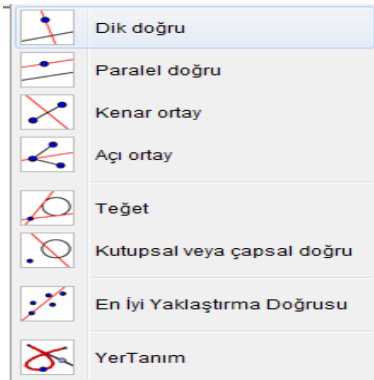 Dik doğru
Paralel doğru
Kenar ortay
Açı ortay
Teğet
Kutupsal veya çapsal doğru
En İyi Yaklaştırma Doğrusu
YerTanım